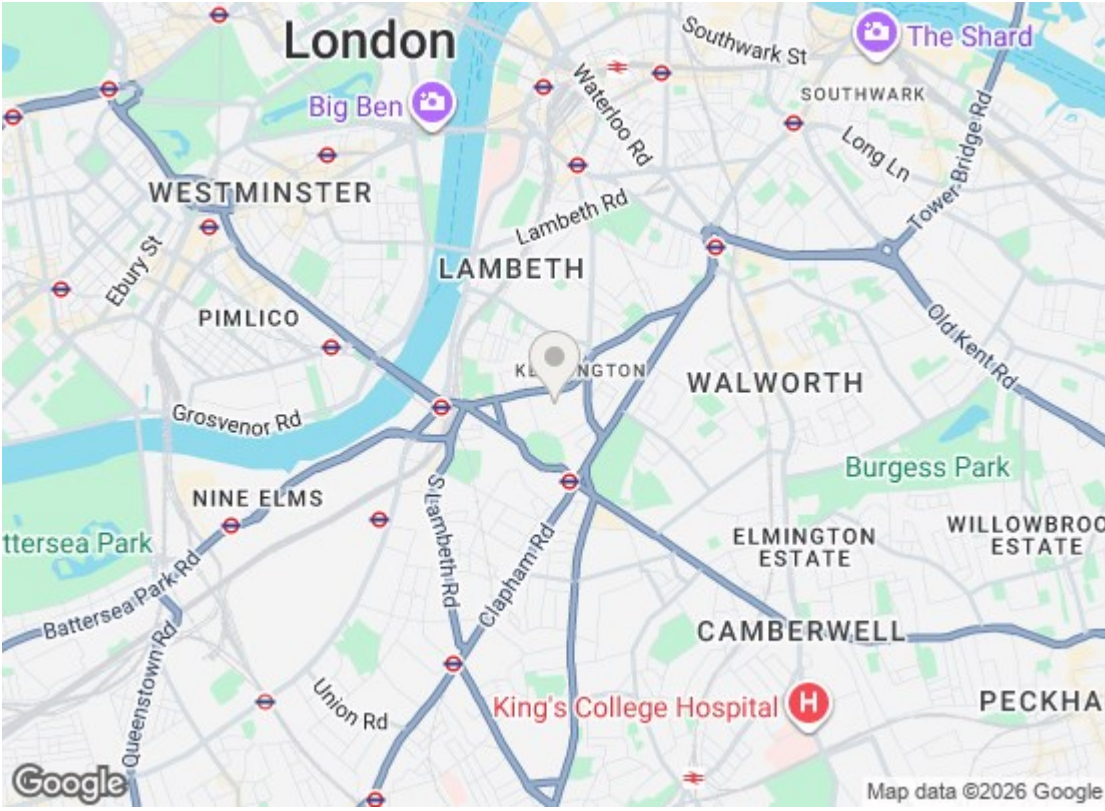 London
Southwark St
The Shard
Big Ben
Waterloo Rd
SOUTHWARK
Long Ln
Tower Bridge Rd
WESTMINSTER
Lambeth Rd
Ebury St
LAMBETH
PIMLICO
Old Kent Rd
WALWORTH
Grosvenor Rd
Burgess Park
NINE ELMS
S Lambeth Rd
Clapham Rd
ttersea Park
ELMINGTON
ESTATE
WILLOWBROO
ESTATE
Battersea Park Rd
CAMBERWELL
Queenstown Rd
Union Rd
King's College Hospital
H
PECKHA
Google
Map data ©2026 Google